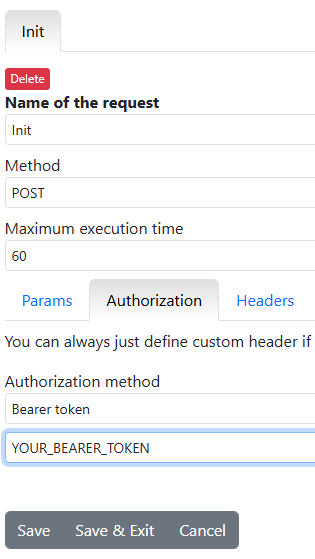 Init
Delete
Name of the request
Init
Method
POST
Maximum execution time
60
Params Authorization Headers
You can always just define custom header if
Authorization method
Bearer token
YOUR_BEARER_TOKEN
Save Save & Exit Cancel